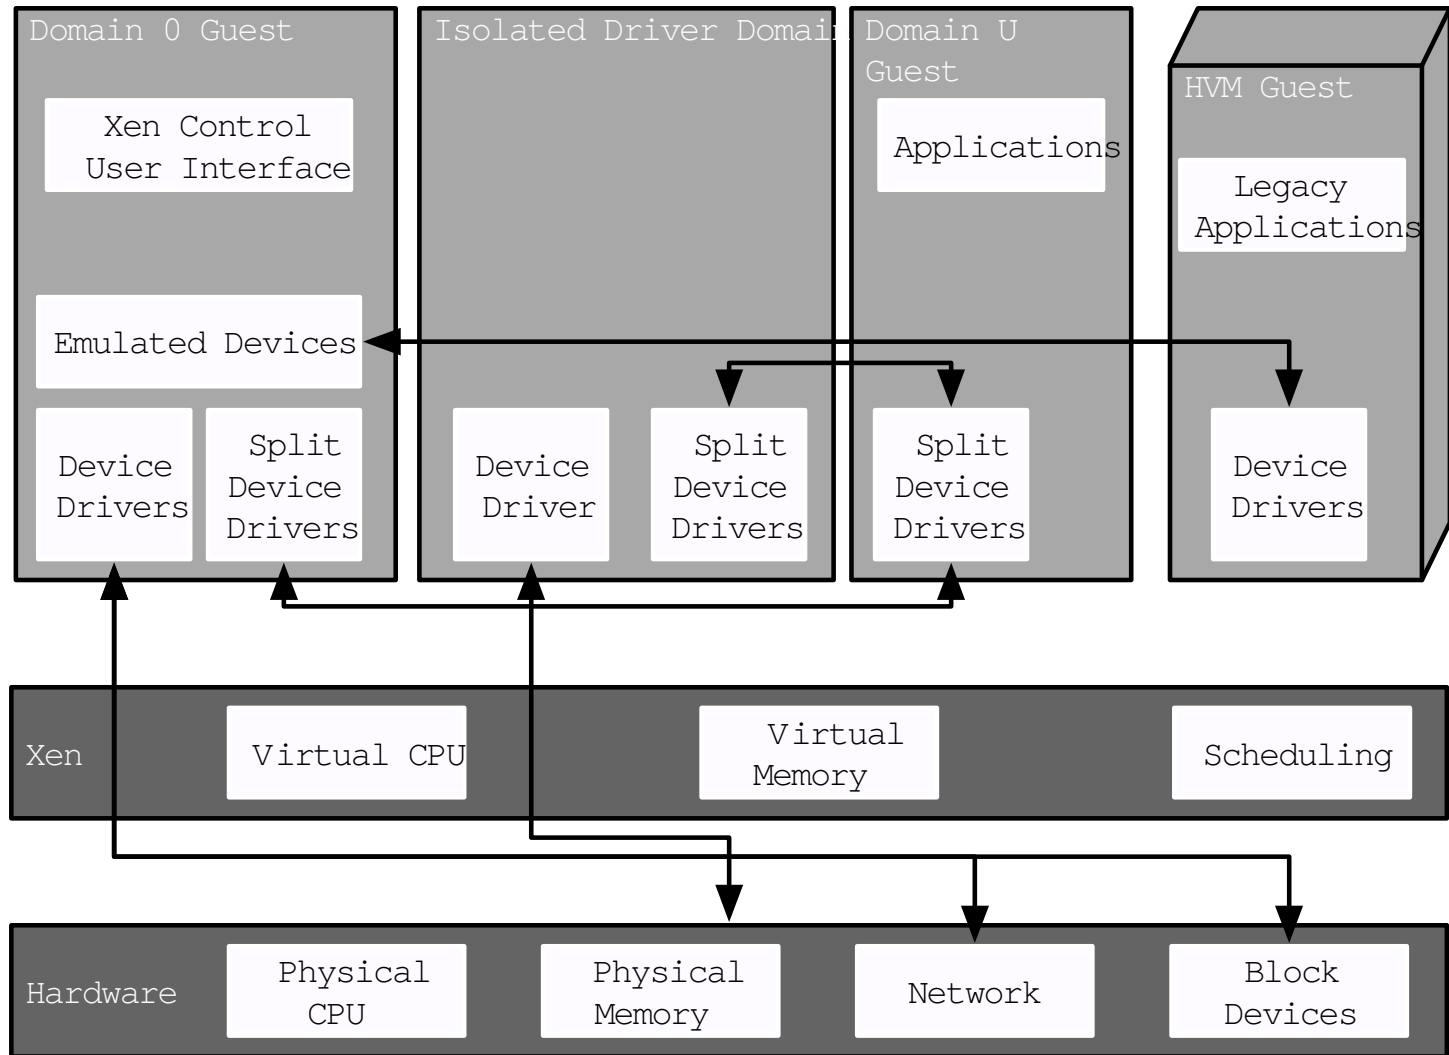 Domain 0 Guest
Xen Control
User Interface
Emulated Devices
Device
Drivers
Split
Device
Drivers
Isolated Driver Domain
Device
Driver
Split
Device
Drivers
Domain U
Guest
Applications
Split
Device
Drivers
HVM Guest
Legacy
Applications
Device
Drivers
Xen
Virtual CPU
Virtual
Memory
Scheduling
Hardware
Physical
CPU
Physical
Memory
Network
Block
Devices